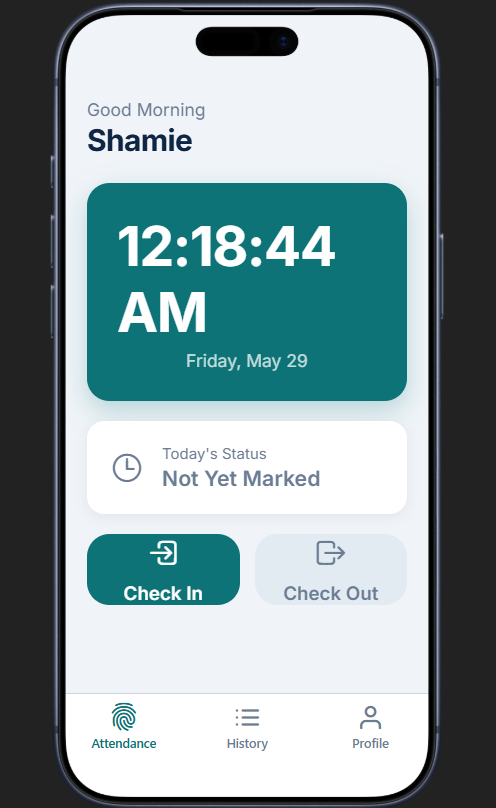 Good Morning
Shamie
12:18:44
AM
Friday, May 29
Today's Status
Not Yet Marked
Check In
Check Out
Attendance
History
Profile